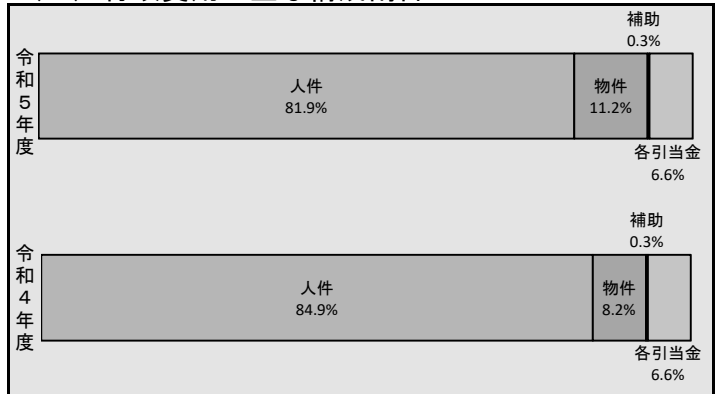 令和5年度
補助
0.3%
人件
81.9%
物件
11.2%
各引当金
6.6%
令和4年度
補助
0.3%
人件
84.9%
物件
8.2%
各引当金
6.6%